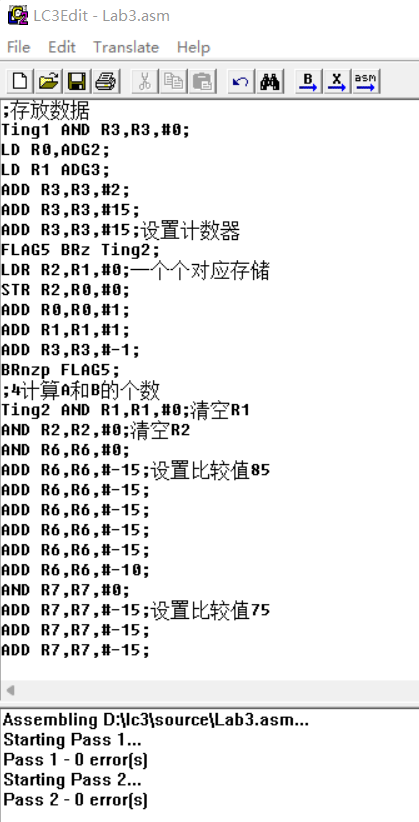 LC3Edit - Lab3.asm
File Edit Translate Help
B X asm
;存放数据
Ting1 AND R3,R3,#0;
LD R0,ADG2;
LD R1 ADG3;
ADD R3,R3,#2;
ADD R3,R3,#15;
ADD R3,R3,#15;设置计数器
FLAG5 BRz Ting2;
LDR R2,R1,#0;一个个对应存储
STR R2,R0,#0;
ADD R0,R0,#1;
ADD R1,R1,#1;
ADD R3,R3,#-1;
BRnzp FLAG5;
;4计算A和B的个数
Ting2 AND R1,R1,#0;清空R1
AND R2,R2,#0;清空R2
AND R6,R6,#0;
ADD R6,R6,#-15;设置比较值85
ADD R6,R6,#-15;
ADD R6,R6,#-15;
ADD R6,R6,#-15;
ADD R6,R6,#-15;
ADD R6,R6,#-10;
AND R7,R7,#0;
ADD R7,R7,#-15;设置比较值75
ADD R7,R7,#-15;
ADD R7,R7,#-15;
Assembling D:\lc3\source\Lab3.asm...
Starting Pass 1...
Pass 1 - 0 error(s)
Starting Pass 2...
Pass 2 - 0 error(s)